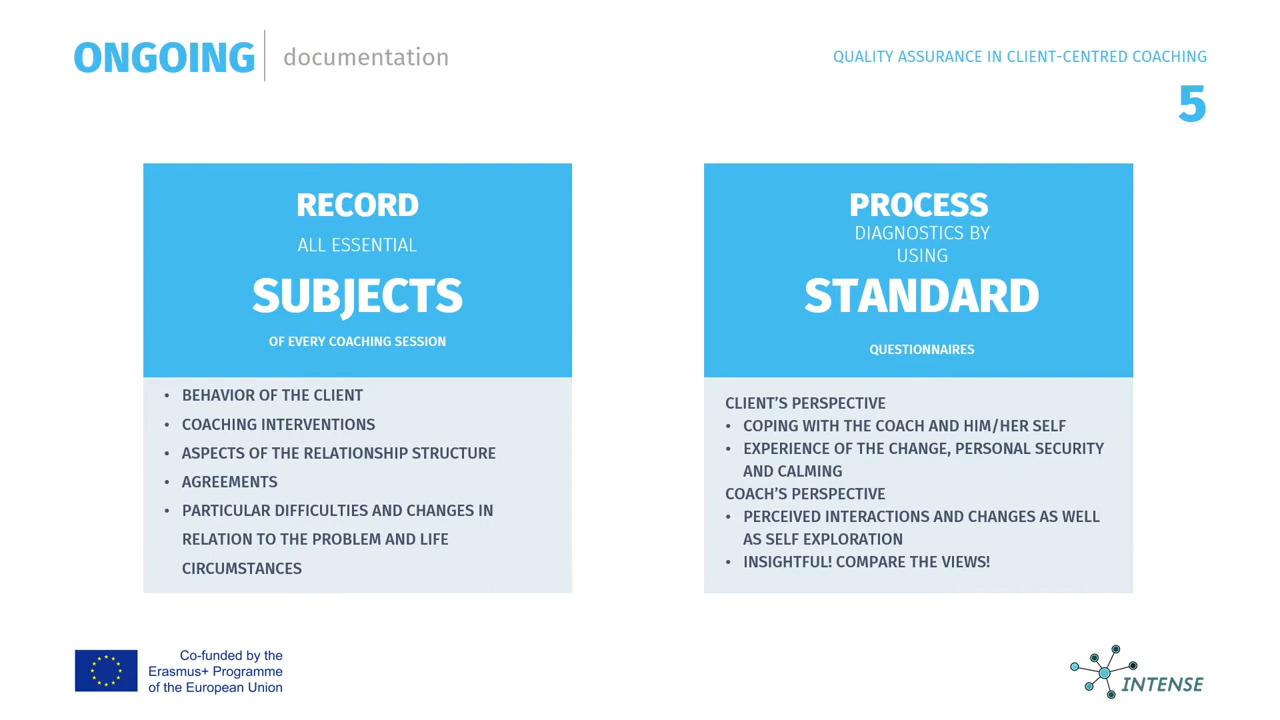 ONGOING documentation
QUALITY ASSURANCE IN CLIENT-CENTRED COACHING
5
RECORD
ALL ESSENTIAL
SUBJECTS
OF EVERY COACHING SESSION
• BEHAVIOR OF THE CLIENT
• COACHING INTERVENTIONS
• ASPECTS OF THE RELATIONSHIP STRUCTURE
• AGREEMENTS
• PARTICULAR DIFFICULTIES AND CHANGES IN
RELATION TO THE PROBLEM AND LIFE
CIRCUMSTANCES
PROCESS
DIAGNOSTICS BY
USING
STANDARD
QUESTIONNAIRES
CLIENT’S PERSPECTIVE
• COPING WITH THE COACH AND HIM/HER SELF
• EXPERIENCE OF THE CHANGE, PERSONAL SECURITY
AND CALMING
COACH’S PERSPECTIVE
• PERCEIVED INTERACTIONS AND CHANGES AS WELL
AS SELF EXPLORATION
• INSIGHTFUL! COMPARE THE VIEWS!
Co-funded by the
Erasmus+ Programme
of the European Union
INTENSE